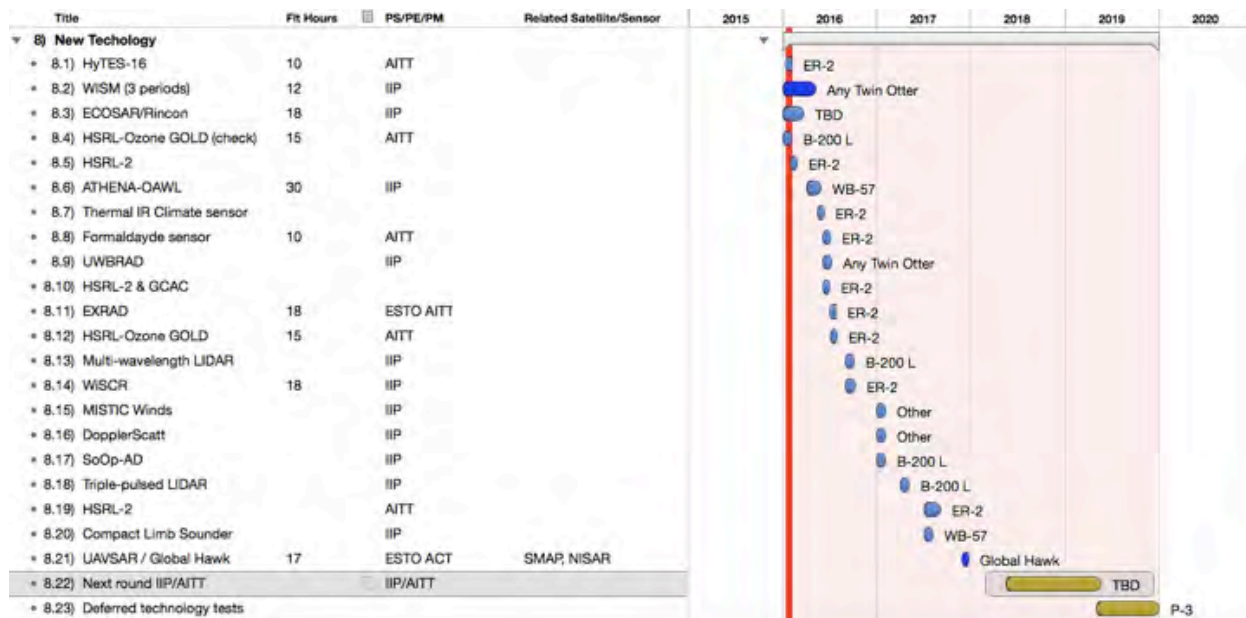 Title Flt Hours PS/PE/PM Related Satellite/Sensor 2015 2016 2017 2018 2019 2020
8) New Techology
8.1) HyTES-16 10 AITT ER-2
8.2) WISM (3 periods) 12 IIP Any Twin Otter
8.3) ECOSAR/Rincon 18 IIP TBD
8.4) HSRL-Ozone GOLD (check) 15 AITT B-200 L
8.5) HSRL-2 ER-2
8.6) ATHENA-OAWL 30 IIP WB-57
8.7) Thermal IR Climate sensor ER-2
8.8) Formaldayde sensor 10 AITT ER-2
8.9) UWBRAD IIP Any Twin Otter
8.10) HSRL-2 & GCAC ER-2
8.11) EXRAD 18 ESTO AITT ER-2
8.12) HSRL-Ozone GOLD 15 AITT ER-2
8.13) Multi-wavelength LIDAR IIP B-200 L
8.14) WiSCR 18 IIP ER-2
8.15) MISTIC Winds IIP Other
8.16) DopplerScatt IIP Other
8.17) SoOp-AD IIP B-200 L
8.18) Triple-pulsed LIDAR IIP B-200 L
8.19) HSRL-2 AITT ER-2
8.20) Compact Limb Sounder IIP WB-57
8.21) UAVSAR / Global Hawk 17 ESTO ACT SMAP, NISAR Global Hawk
8.22) Next round IIP/AITT IIP/AITT TBD
8.23) Deferred technology tests P-3